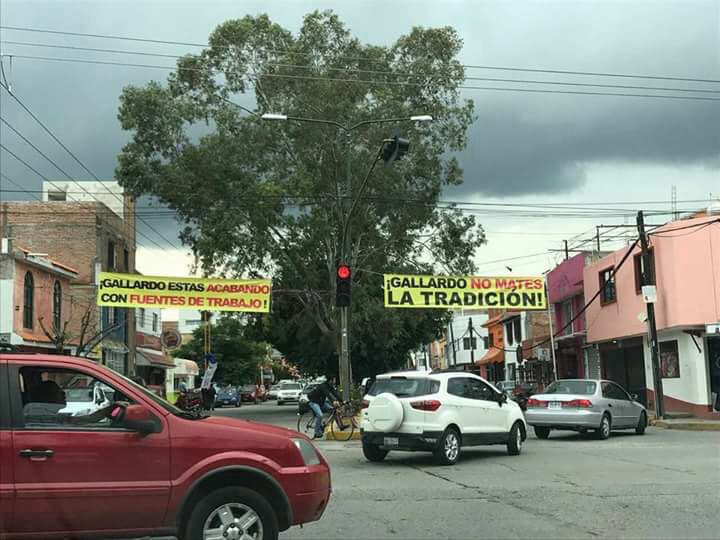 ¡GALLARDO ESTAS ACABANDO
CON FUENTES DE TRABAJO !
¡GALLARDO NO MATES
LA TRADICIÓN!